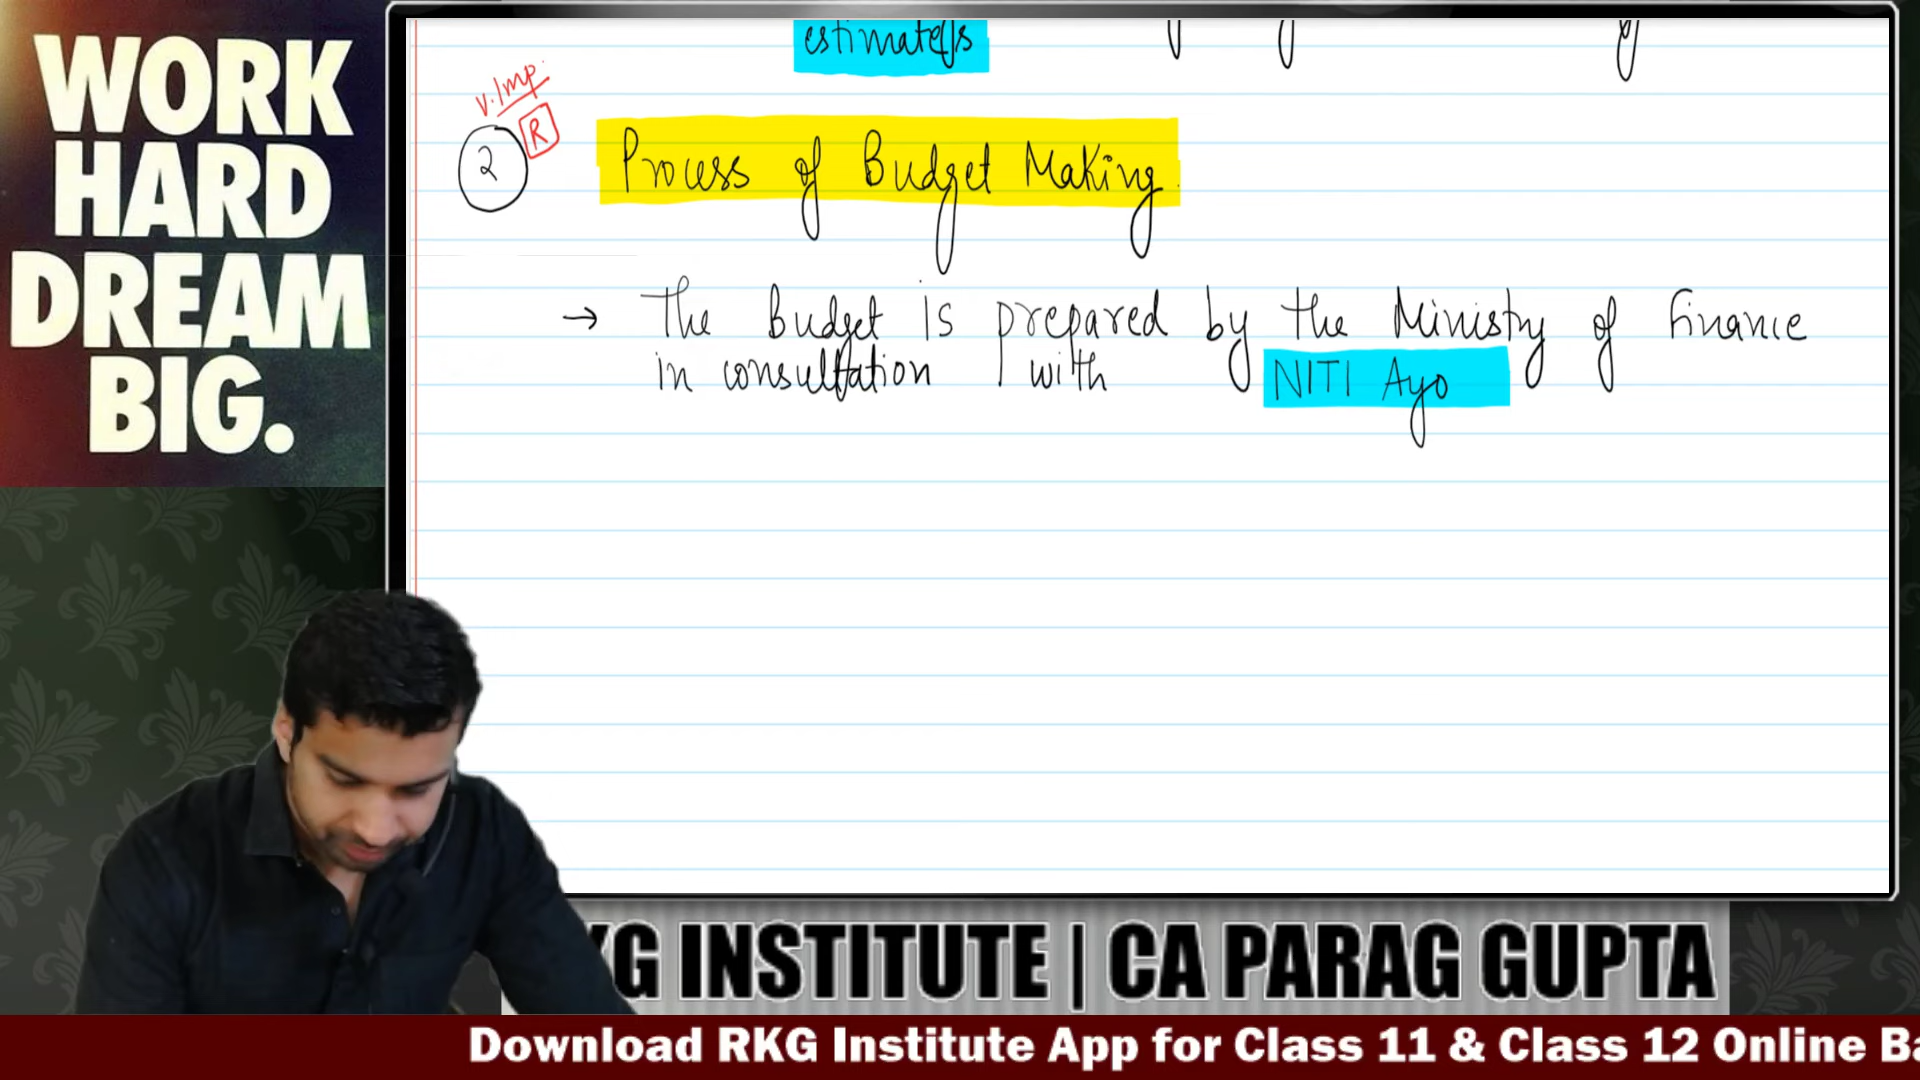 WORK
HARD
DREAM
BIG.
estimate(s
V. Imp.
R
2
Process of Budget Making
→ The Budget is prepared by the Ministry of Finance
in consultation with NITI Ayo
G INSTITUTE | CA PARAG GUPTA
Download RKG Institute App for Class 11 & Class 12 Online Ba